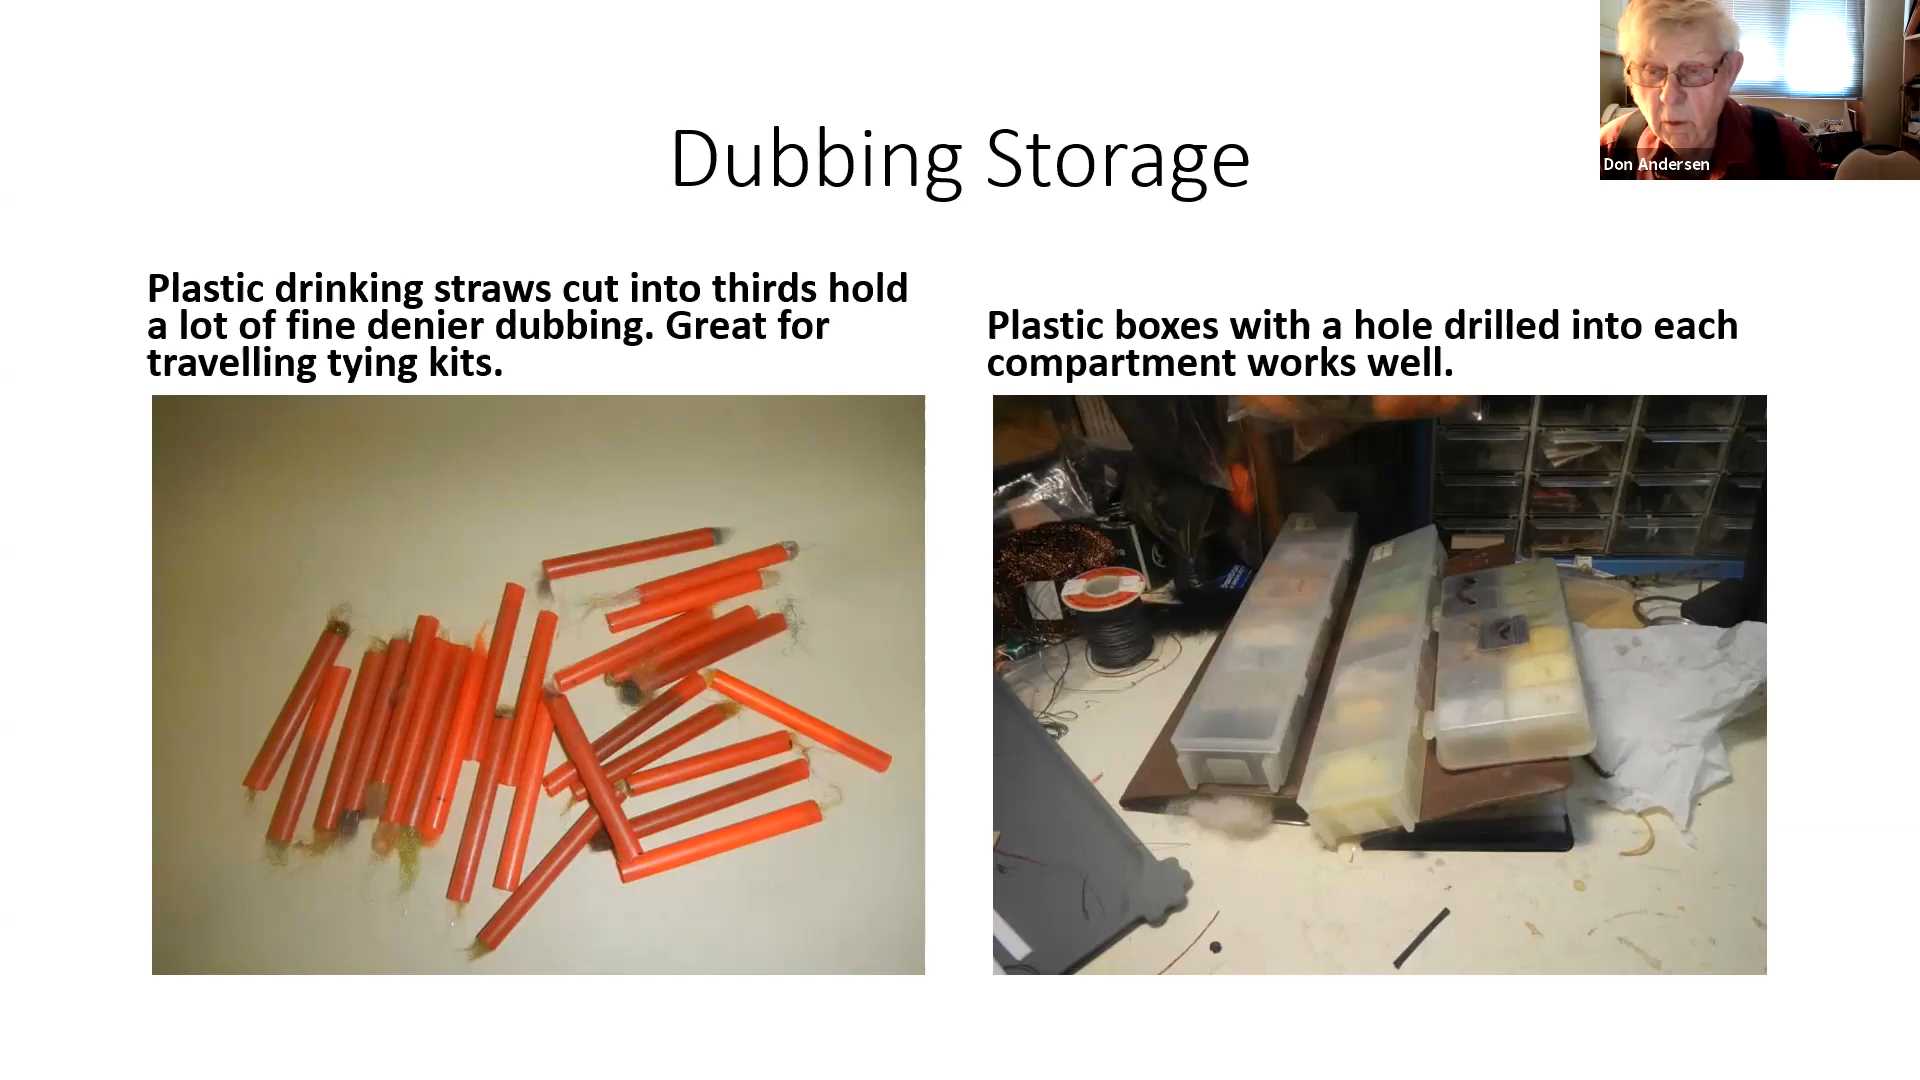 Dubbing Storage
Don Andersen
Plastic drinking straws cut into thirds hold
a lot of fine denier dubbing. Great for
travelling tying kits.
Plastic boxes with a hole drilled into each
compartment works well.